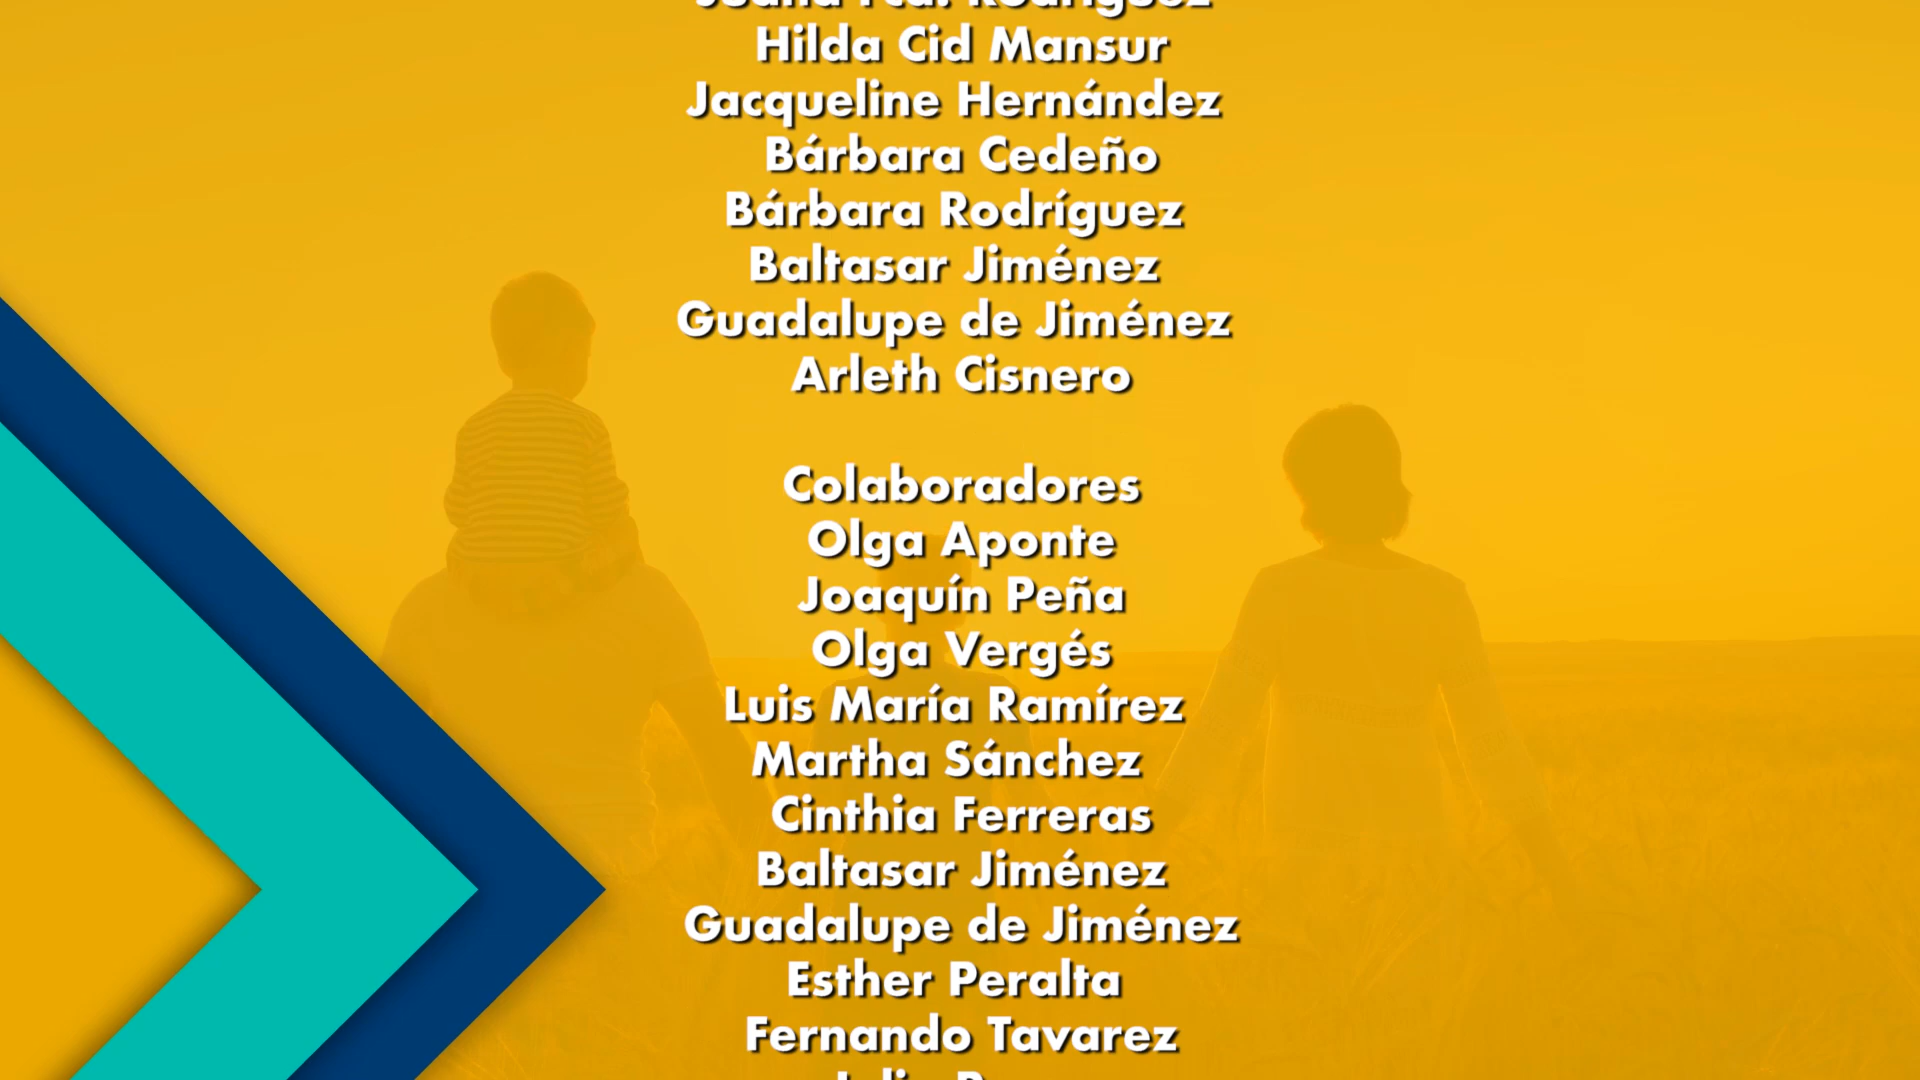 Rodríguez
Hilda Cid Mansur
Jacqueline Hernández
Bárbara Cedeño
Bárbara Rodríguez
Baltasar Jiménez
Guadalupe de Jiménez
Arleth Cisnero
Colaboradores
Olga Aponte
Joaquín Peña
Olga Vergés
Luis María Ramírez
Martha Sánchez
Cinthia Ferreras
Baltasar Jiménez
Guadalupe de Jiménez
Esther Peralta
Fernando Tavarez